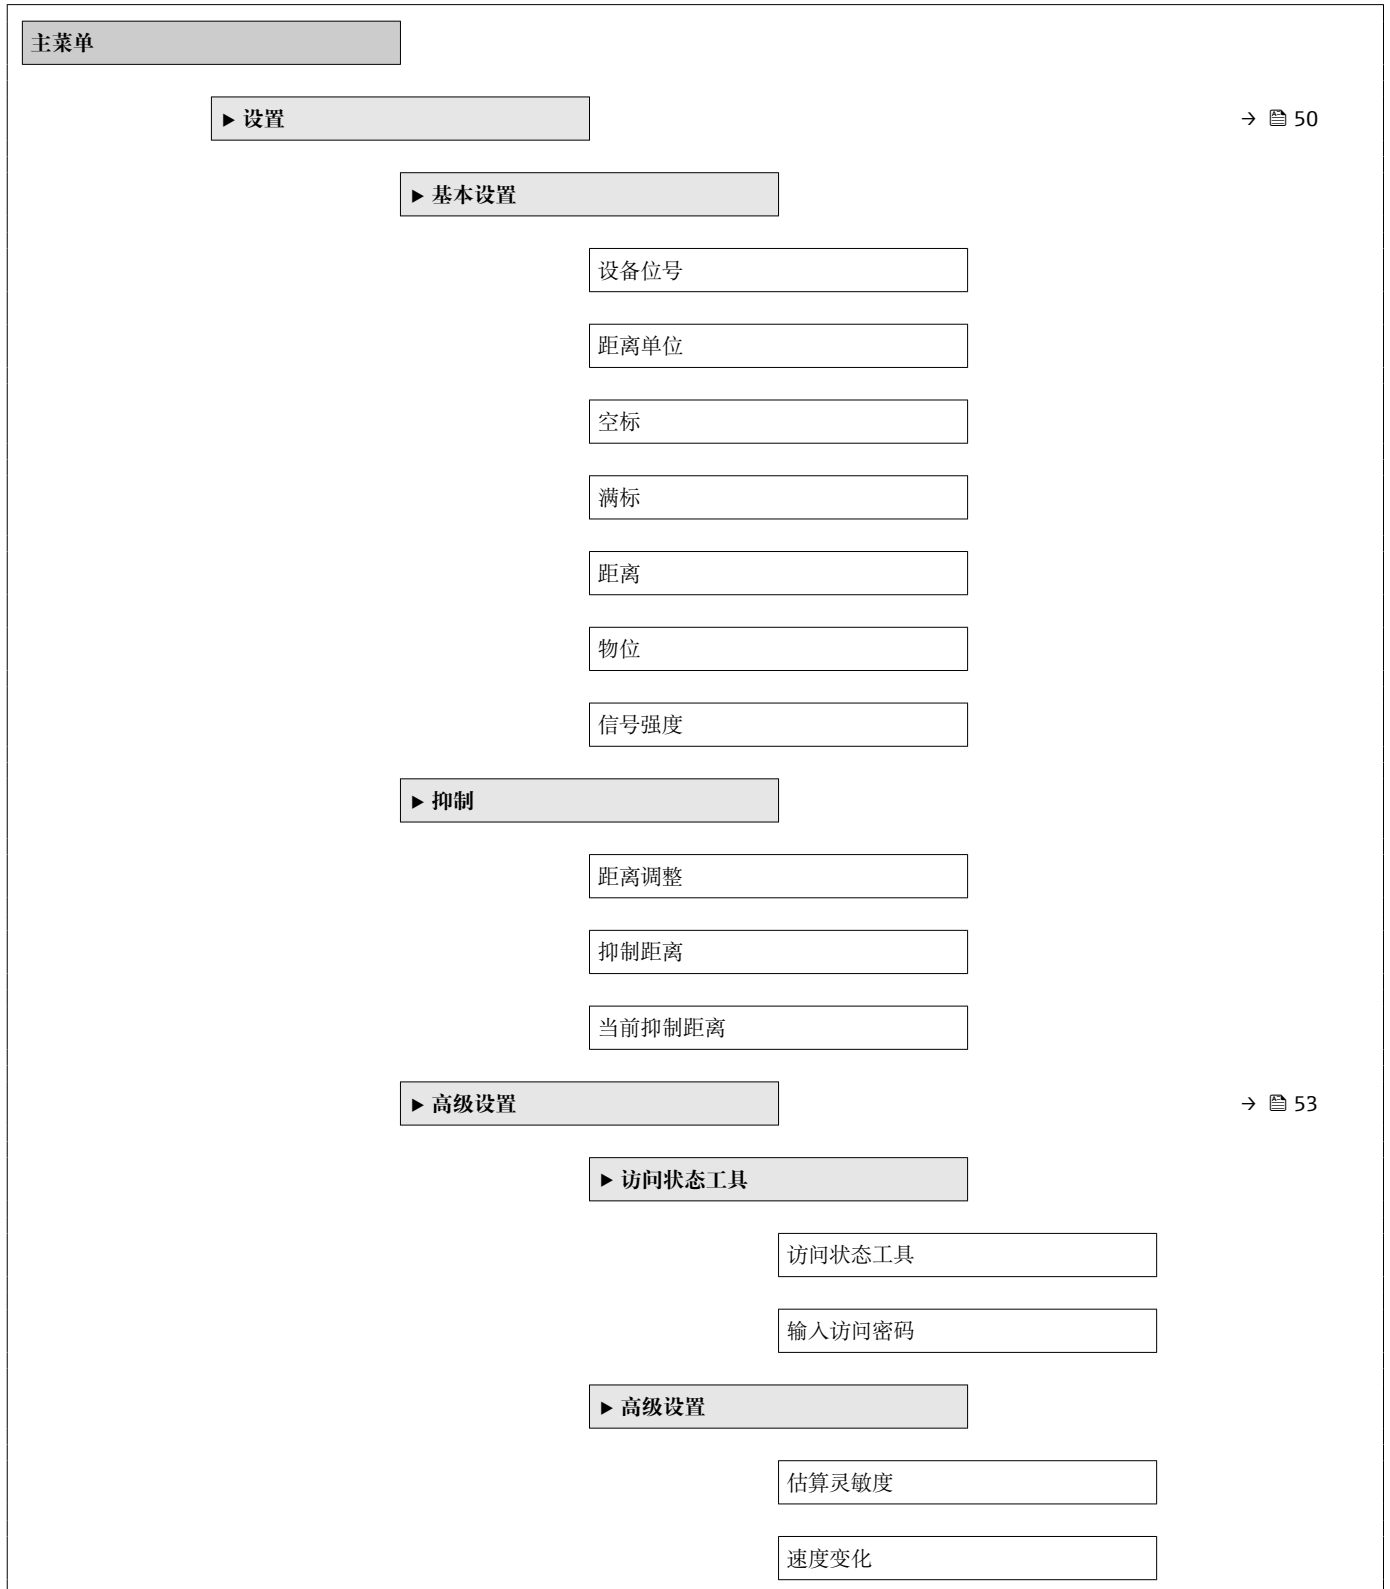 主菜单
▶ 设置 → 50
▶ 基本设置
设备位号
距离单位
空标
满标
距离
物位
信号强度
▶ 抑制
距离调整
抑制距离
当前抑制距离
▶ 高级设置 → 53
▶ 访问状态工具
访问状态工具
输入访问密码
▶ 高级设置
估算灵敏度
速度变化